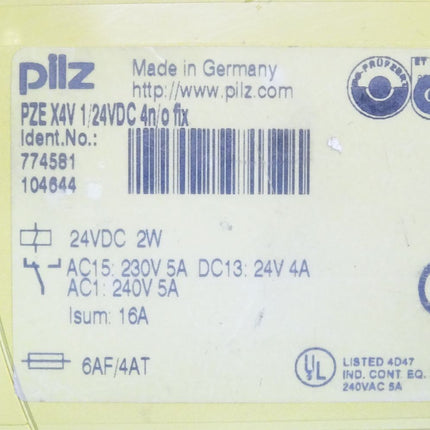 pilz
Made in Germany
http://www.pilz.com
PZE X4V 1/24VDC 4n/o fix
Ident.No.:
774581
104644
24VDC 2W
AC15: 230V 5A DC13: 24V 4A
AC1: 240V 5A
Isum: 16A
6AF/4AT
UL
LISTED 4D47
IND. CONT. EQ.
240VAC 5A